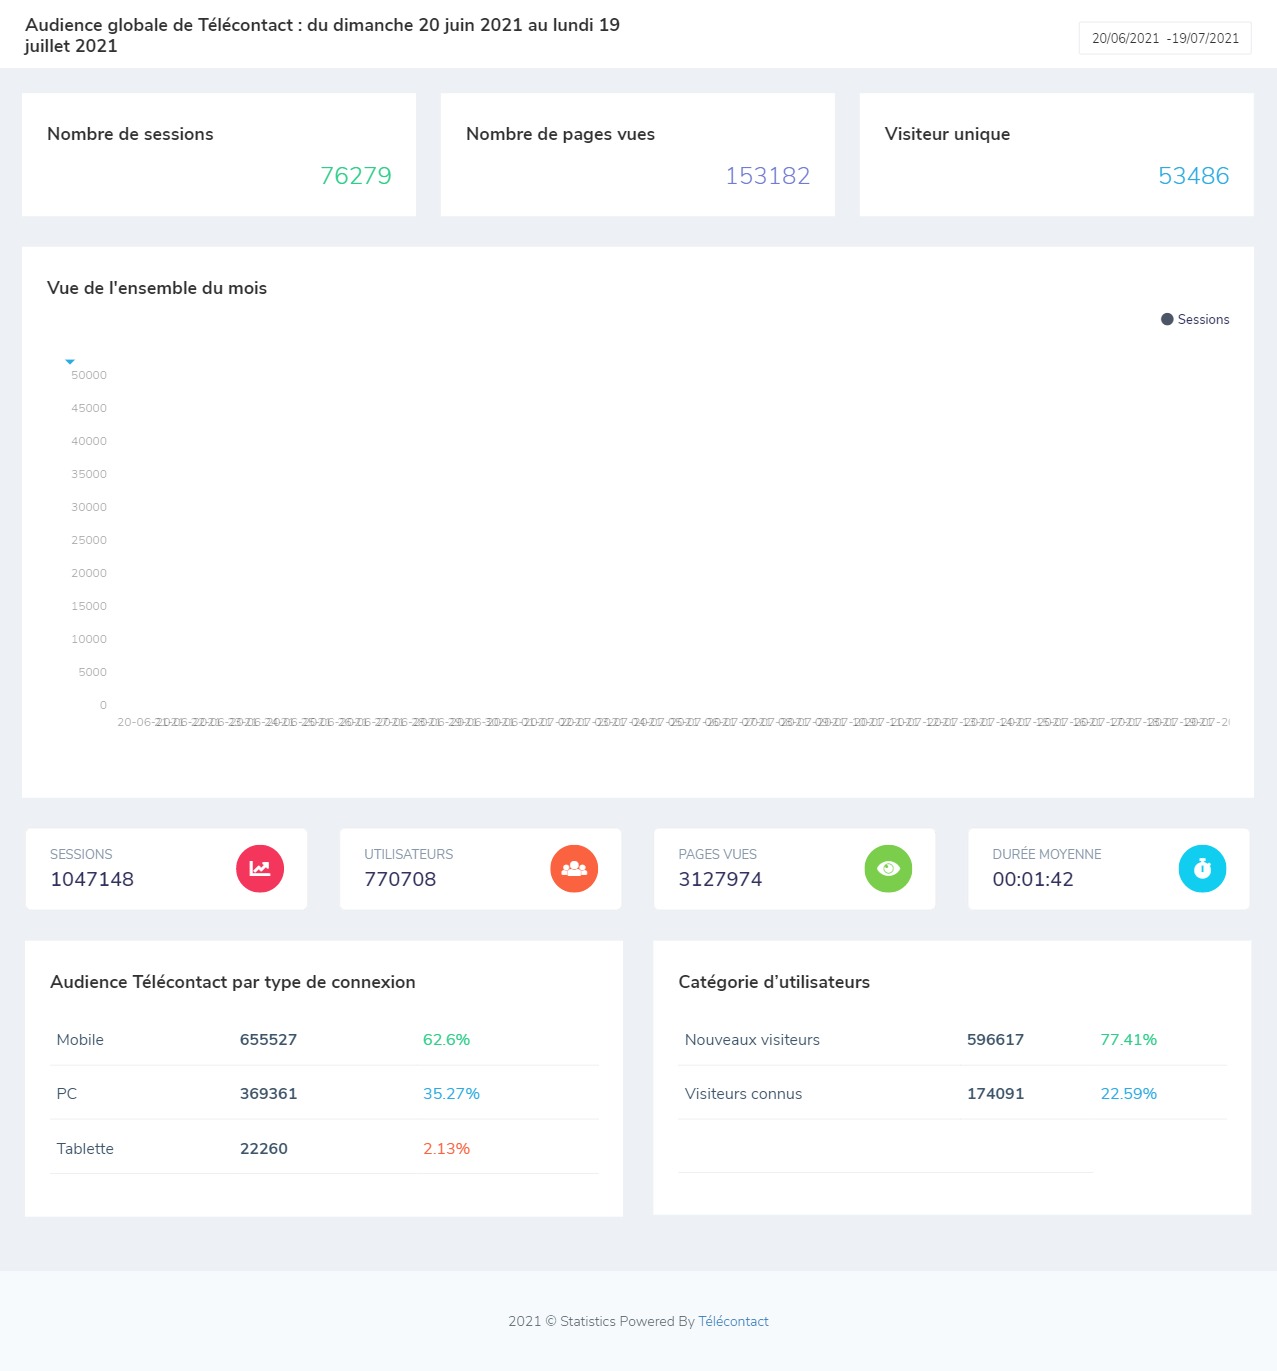 Audience globale de Télécontact : du dimanche 20 juin 2021 au lundi 19
juillet 2021
20/06/2021 -19/07/2021
Nombre de sessions
76279
Nombre de pages vues
153182
Visiteur unique
53486
Vue de l'ensemble du mois
Sessions
50000
45000
40000
35000
30000
25000
20000
15000
10000
5000
0
SESSIONS
1047148
UTILISATEURS
770708
PAGES VUES
3127974
DURÉE MOYENNE
00:01:42
Audience Télécontact par type de connexion
Mobile 655527 62.6%
PC 369361 35.27%
Tablette 22260 2.13%
Catégorie d’utilisateurs
Nouveaux visiteurs 596617 77.41%
Visiteurs connus 174091 22.59%
2021 © Statistics Powered By Télécontact